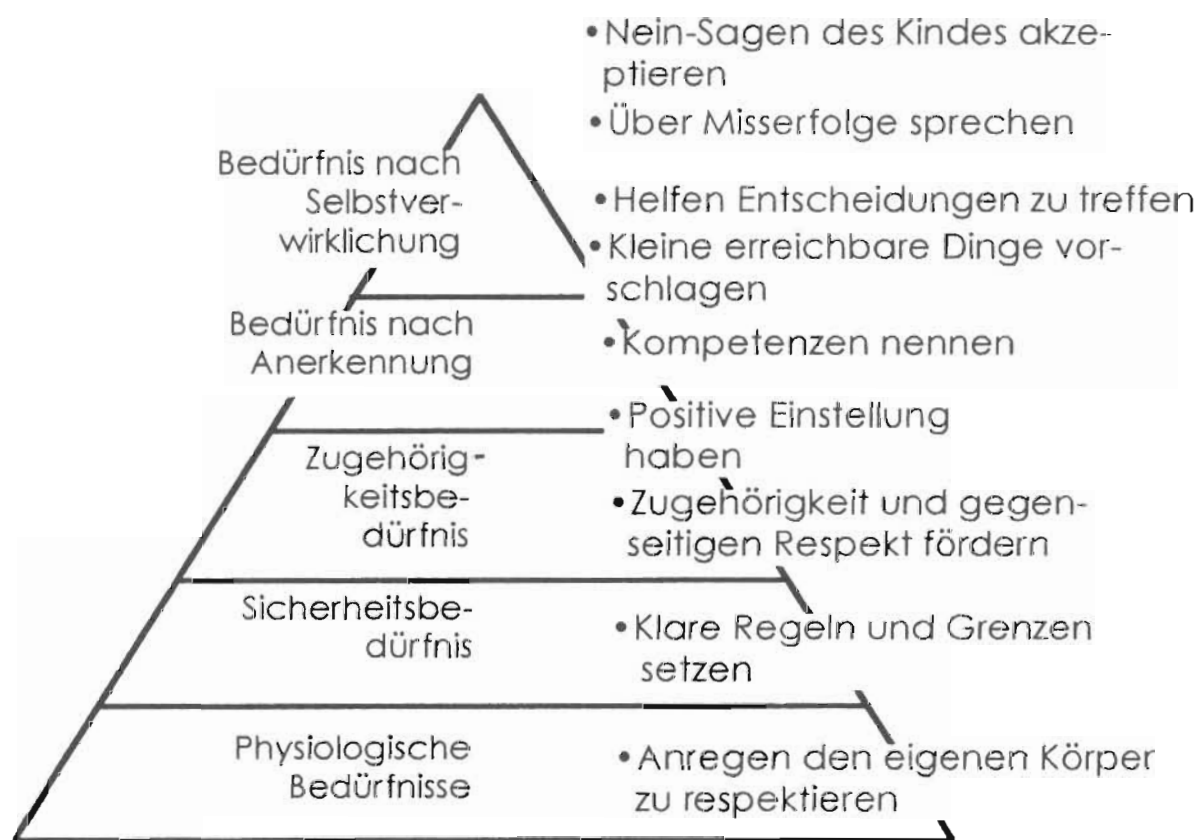 • Nein-Sagen des Kindes akze-
ptieren
• Über Misserfolge sprechen
Bedürfnis nach
Selbstver-
wirklichung
• Helfen Entscheidungen zu treffen
• Kleine erreichbare Dinge vor-
schlagen
Bedürfnis nach
Anerkennung
• Kompetenzen nennen
• Positive Einstellung
haben
Zugehörig-
keitsbe-
dürfnis
• Zugehörigkeit und gegen-
seitigen Respekt fördern
Sicherheitsbe-
dürfnis
• Klare Regeln und Grenzen
setzen
Physiologische
Bedürfnisse
• Anregen den eigenen Körper
zu respektieren